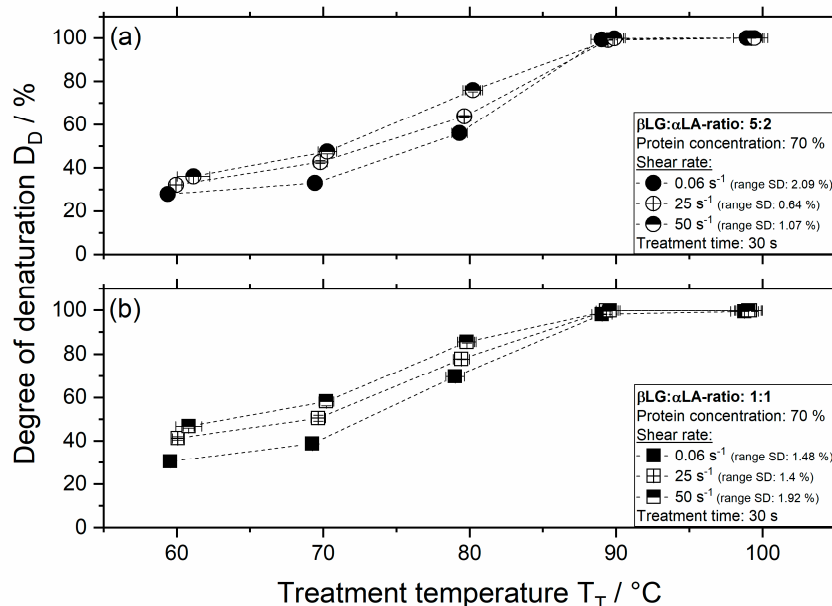 (a)
100
80
60
40
20
0
βLG:αLA-ratio: 5:2
Protein concentration: 70 %
Shear rate:
0.06 s⁻¹ (range SD: 2.09 %)
25 s⁻¹ (range SD: 0.64 %)
50 s⁻¹ (range SD: 1.07 %)
Treatment time: 30 s
Degree of denaturation D_D / %
(b)
100
80
60
40
20
0
βLG:αLA-ratio: 1:1
Protein concentration: 70 %
Shear rate:
0.06 s⁻¹ (range SD: 1.48 %)
25 s⁻¹ (range SD: 1.4 %)
50 s⁻¹ (range SD: 1.92 %)
Treatment time: 30 s
60 70 80 90 100
Treatment temperature T_T / °C